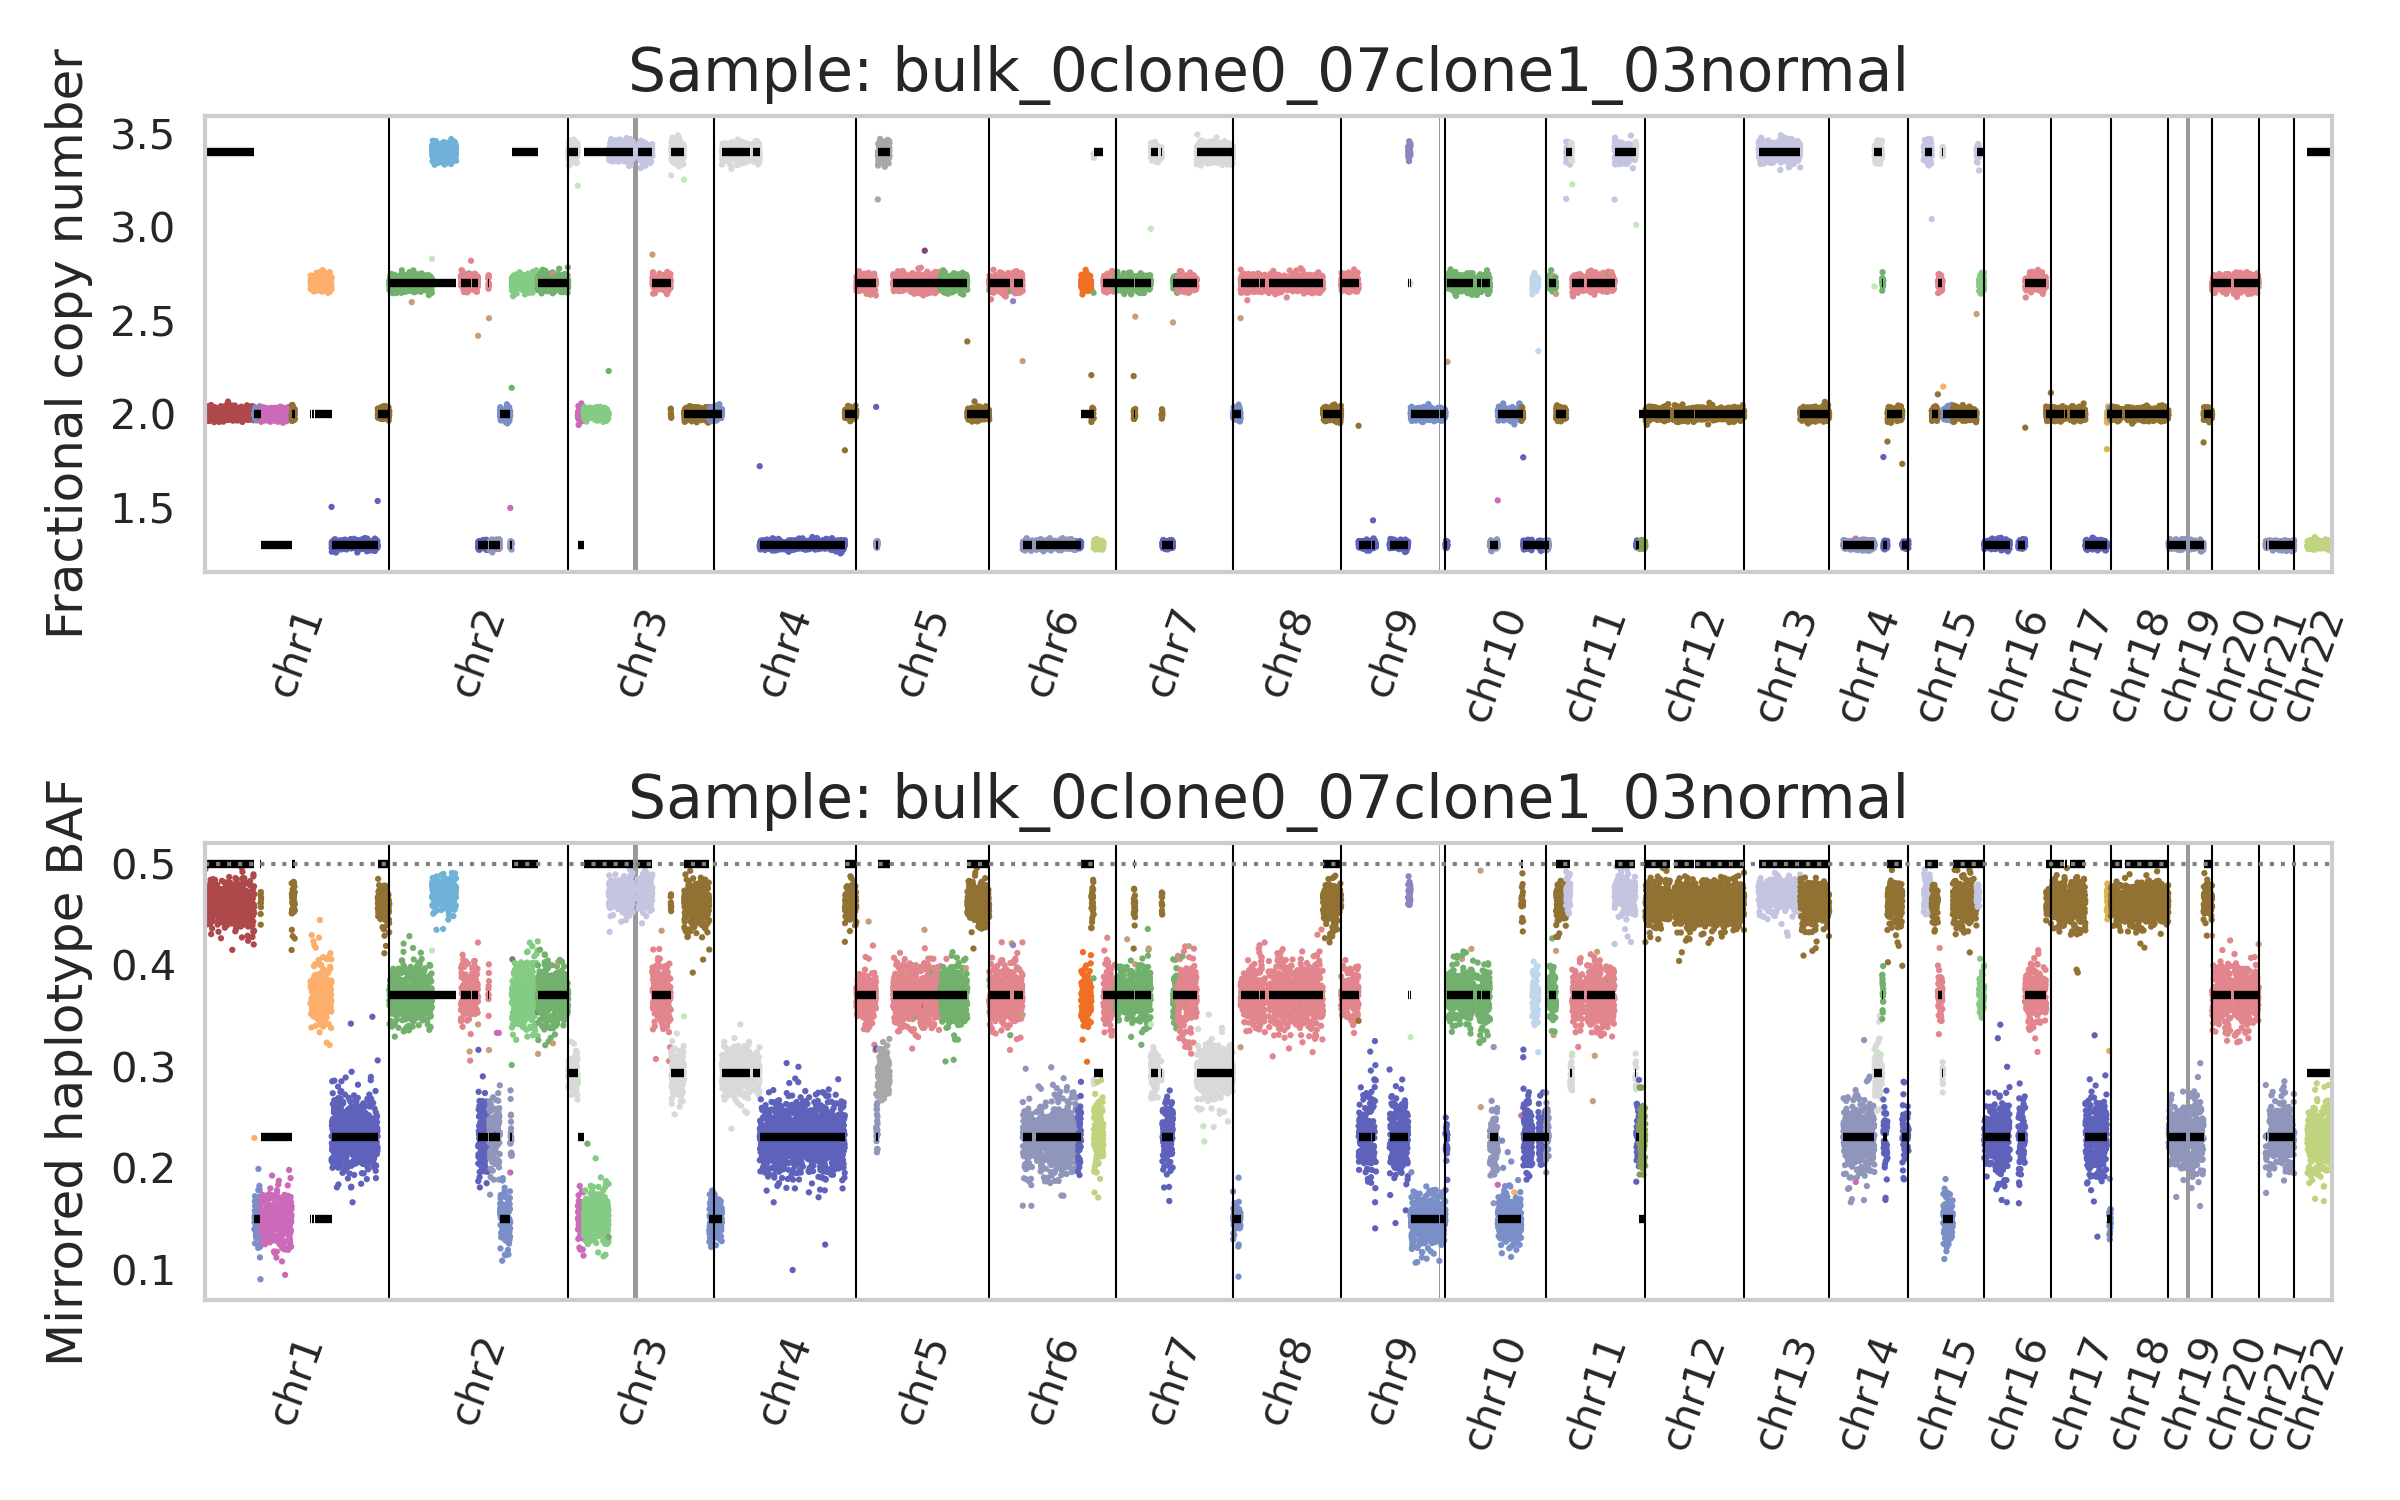 Sample: bulk_0clone0_07clone1_03normal
Fractional copy number
3.5
3.0
2.5
2.0
1.5
chr1 chr2 chr3 chr4 chr5 chr6 chr7 chr8 chr9 chr10 chr11 chr12 chr13 chr14 chr15 chr16 chr17 chr18 chr19 chr20 chr21 chr22
Sample: bulk_0clone0_07clone1_03normal
Mirrored haplotype BAF
0.5
0.4
0.3
0.2
0.1
chr1 chr2 chr3 chr4 chr5 chr6 chr7 chr8 chr9 chr10 chr11 chr12 chr13 chr14 chr15 chr16 chr17 chr18 chr19 chr20 chr21 chr22